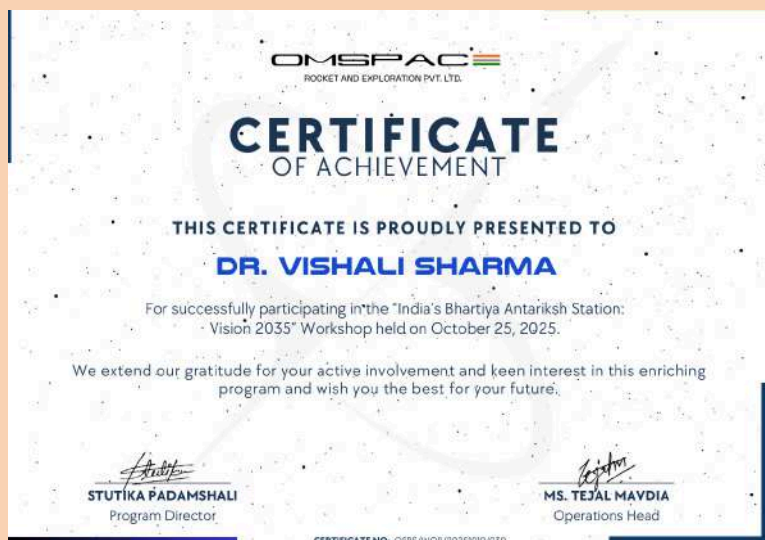 OMSPACE
ROCKET AND EXPLORATION PVT. LTD.
CERTIFICATE
OF ACHIEVEMENT
THIS CERTIFICATE IS PROUDLY PRESENTED TO
DR. VISHALI SHARMA
For successfully participating in the "India's Bhartiya Antariksh Station:
Vision 2035" Workshop held on October 25, 2025.
We extend our gratitude for your active involvement and keen interest in this enriching
program and wish you the best for your future.
STUTIKA PADAMSHALI
Program Director
MS. TEJAL MAVDIA
Operations Head
CERTIFICATE NO: